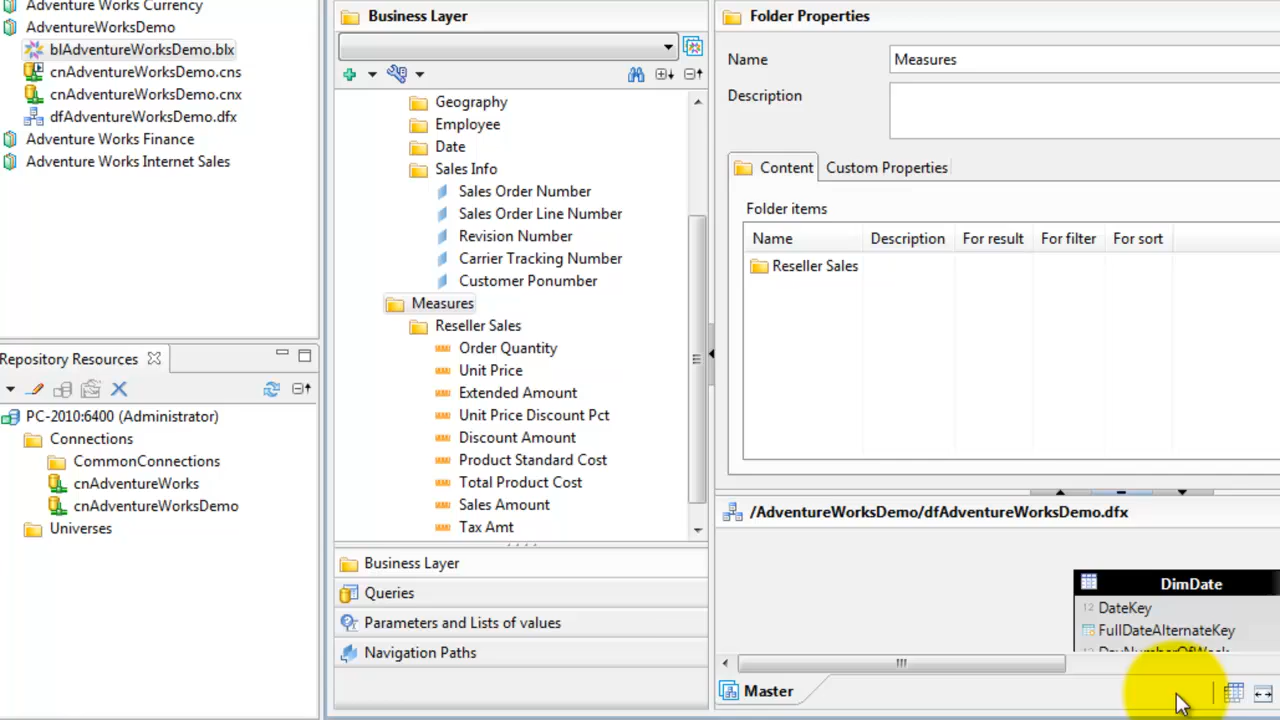 Adventure Works Currency
AdventureWorksDemo
blAdventureWorksDemo.blx
cnAdventureWorksDemo.cns
cnAdventureWorksDemo.cnx
dfAdventureWorksDemo.dfx
Adventure Works Finance
Adventure Works Internet Sales
Repository Resources
PC-2010:6400 (Administrator)
Connections
CommonConnections
cnAdventureWorks
cnAdventureWorksDemo
Universes
Business Layer
Geography
Employee
Date
Sales Info
Sales Order Number
Sales Order Line Number
Revision Number
Carrier Tracking Number
Customer Ponumber
Measures
Reseller Sales
Order Quantity
Unit Price
Extended Amount
Unit Price Discount Pct
Discount Amount
Product Standard Cost
Total Product Cost
Sales Amount
Tax Amt
Business Layer
Queries
Parameters and Lists of values
Navigation Paths
Folder Properties
Name Measures
Description
Content Custom Properties
Folder items
Name Description For result For filter For sort
Reseller Sales
/AdventureWorksDemo/dfAdventureWorksDemo.dfx
DimDate
12 DateKey
FullDateAlternateKey
12 DayNumberOfWeek
Master